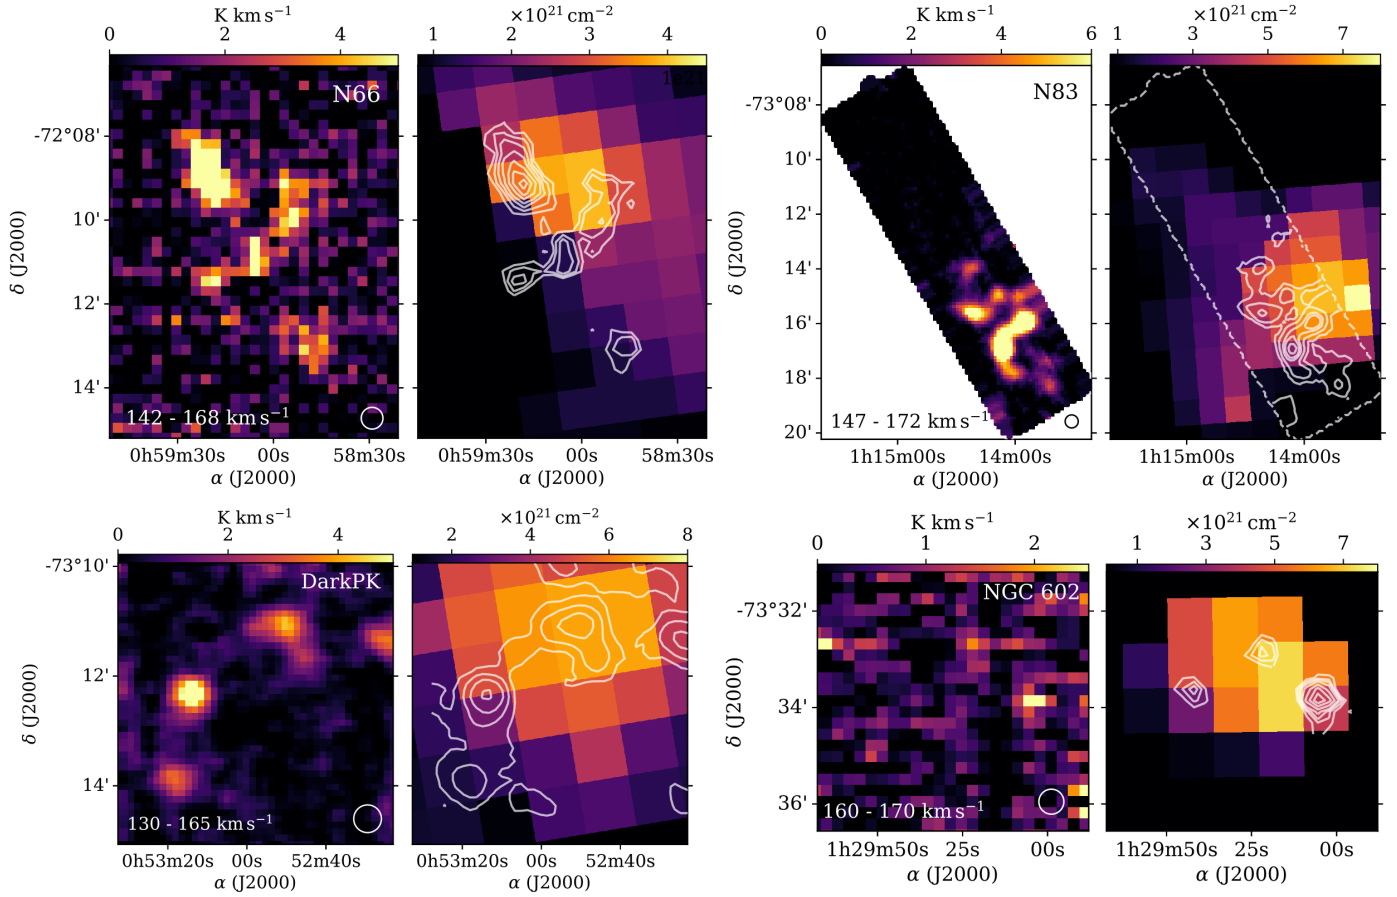 K km s⁻¹
0 2 4
N66
142 - 168 km s⁻¹
-72°08'
10'
12'
14'
δ (J2000)
0h59m30s 00s 58m30s
α (J2000)
×10²¹ cm⁻²
1 2 3 4
1e21
0h59m30s 00s 58m30s
α (J2000)
K km s⁻¹
0 2 4 6
N83
147 - 172 km s⁻¹
-73°08'
10'
12'
14'
16'
18'
20'
δ (J2000)
1h15m00s 14m00s
α (J2000)
×10²¹ cm⁻²
1 3 5 7
1h15m00s 14m00s
α (J2000)
K km s⁻¹
0 2 4
DarkPK
130 - 165 km s⁻¹
-73°10'
12'
14'
δ (J2000)
0h53m20s 00s 52m40s
α (J2000)
×10²¹ cm⁻²
2 4 6 8
0h53m20s 00s 52m40s
α (J2000)
K km s⁻¹
0 1 2
NGC 602
160 - 170 km s⁻¹
-73°32'
34'
36'
δ (J2000)
1h29m50s 25s 00s
α (J2000)
×10²¹ cm⁻²
1 3 5 7
1h29m50s 25s 00s
α (J2000)